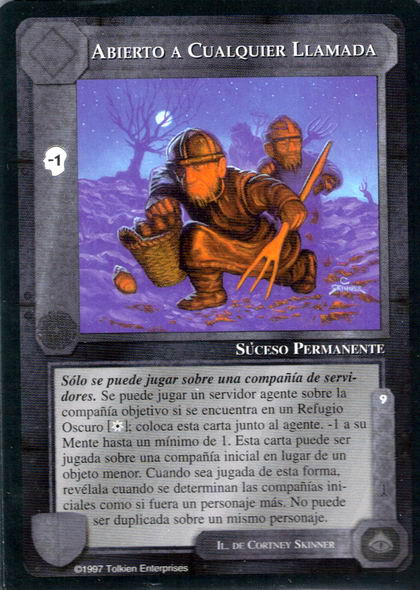 ABIERTO A CUALQUIER LLAMADA
-1
C
SKINNER
SUCESO PERMANENTE
Sólo se puede jugar sobre una compañía de servi-
dores. Se puede jugar un servidor agente sobre la
compañía objetivo si se encuentra en un Refugio
Oscuro [☀]; coloca esta carta junto al agente. -1 a su
Mente hasta un mínimo de 1. Esta carta puede ser
jugada sobre una compañía inicial en lugar de un
objeto menor. Cuando sea jugada de esta forma,
revélala cuando se determinan las compañías ini-
ciales como si fuera un personaje más. No puede
ser duplicada sobre un mismo personaje.
9
IL. DE CORTNEY SKINNER
©1997 Tolkien Enterprises